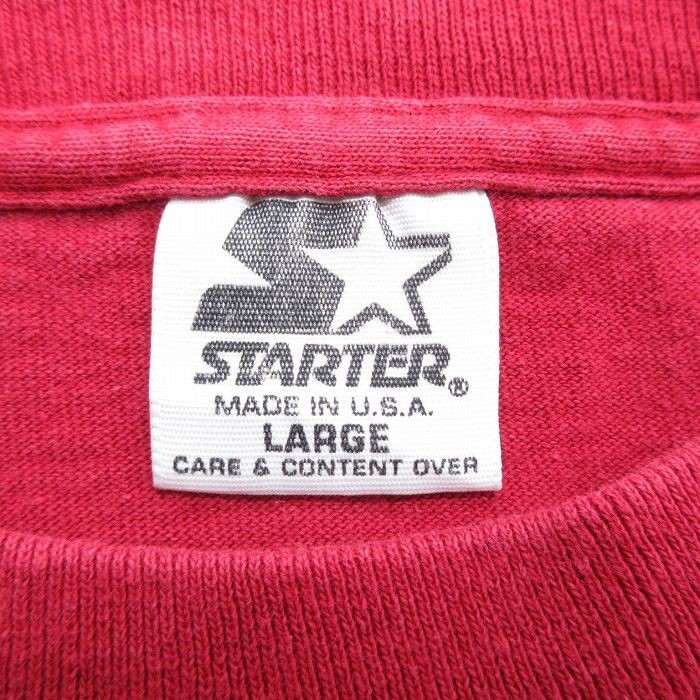 STARTER®
MADE IN U.S.A.
LARGE
CARE & CONTENT OVER